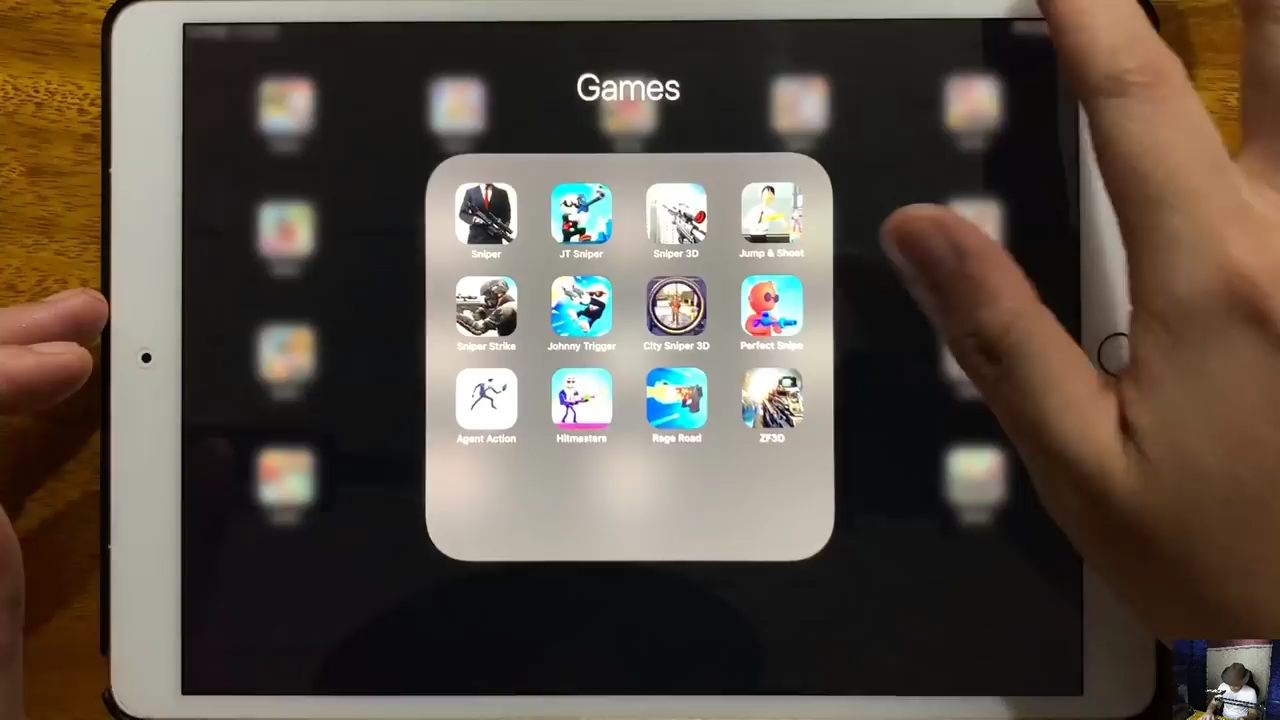 Games
Sniper JT Sniper Sniper 3D Jump & Shoot
Sniper Strike Johnny Trigger City Sniper 3D Perfect Snipe
Agent Action Hitmasters Rage Road ZF3D